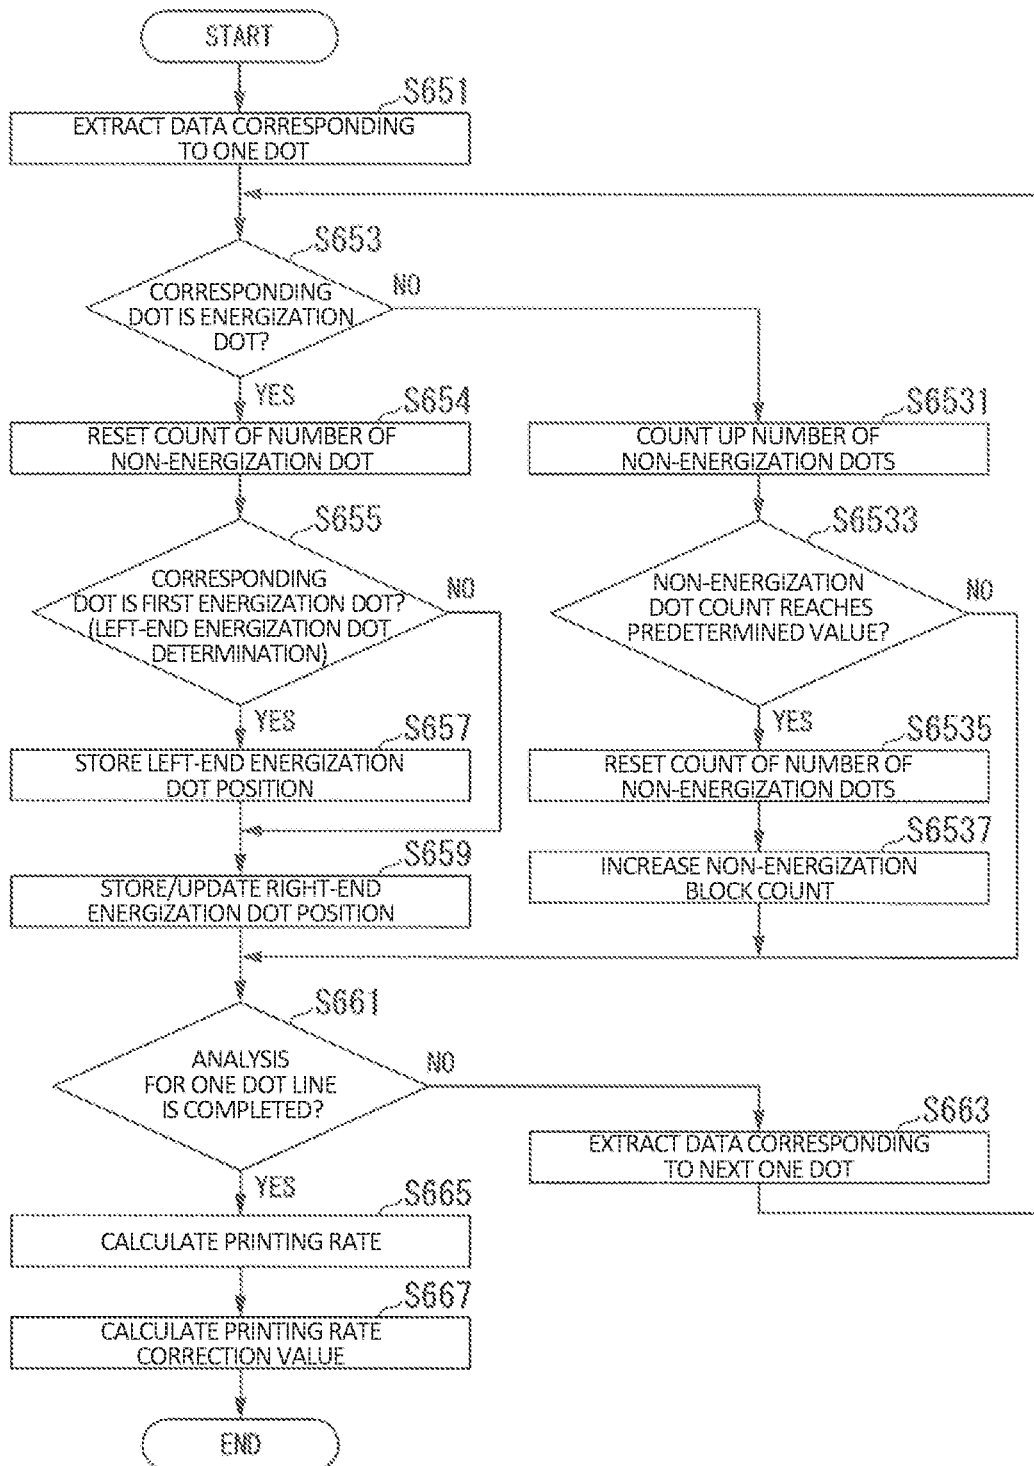 START
S651
EXTRACT DATA CORRESPONDING
TO ONE DOT
S653
CORRESPONDING
DOT IS ENERGIZATION
DOT?
NO
YES
S654
RESET COUNT OF NUMBER OF
NON-ENERGIZATION DOT
S6531
COUNT UP NUMBER OF
NON-ENERGIZATION DOTS
S655
CORRESPONDING
DOT IS FIRST ENERGIZATION DOT?
(LEFT-END ENERGIZATION DOT
DETERMINATION)
NO
YES
S6533
NON-ENERGIZATION
DOT COUNT REACHES
PREDETERMINED VALUE?
NO
YES
S657
STORE LEFT-END ENERGIZATION
DOT POSITION
S6535
RESET COUNT OF NUMBER OF
NON-ENERGIZATION DOTS
S659
STORE/UPDATE RIGHT-END
ENERGIZATION DOT POSITION
S6537
INCREASE NON-ENERGIZATION
BLOCK COUNT
S661
ANALYSIS
FOR ONE DOT LINE
IS COMPLETED?
NO
YES
S663
EXTRACT DATA CORRESPONDING
TO NEXT ONE DOT
S665
CALCULATE PRINTING RATE
S667
CALCULATE PRINTING RATE
CORRECTION VALUE
END